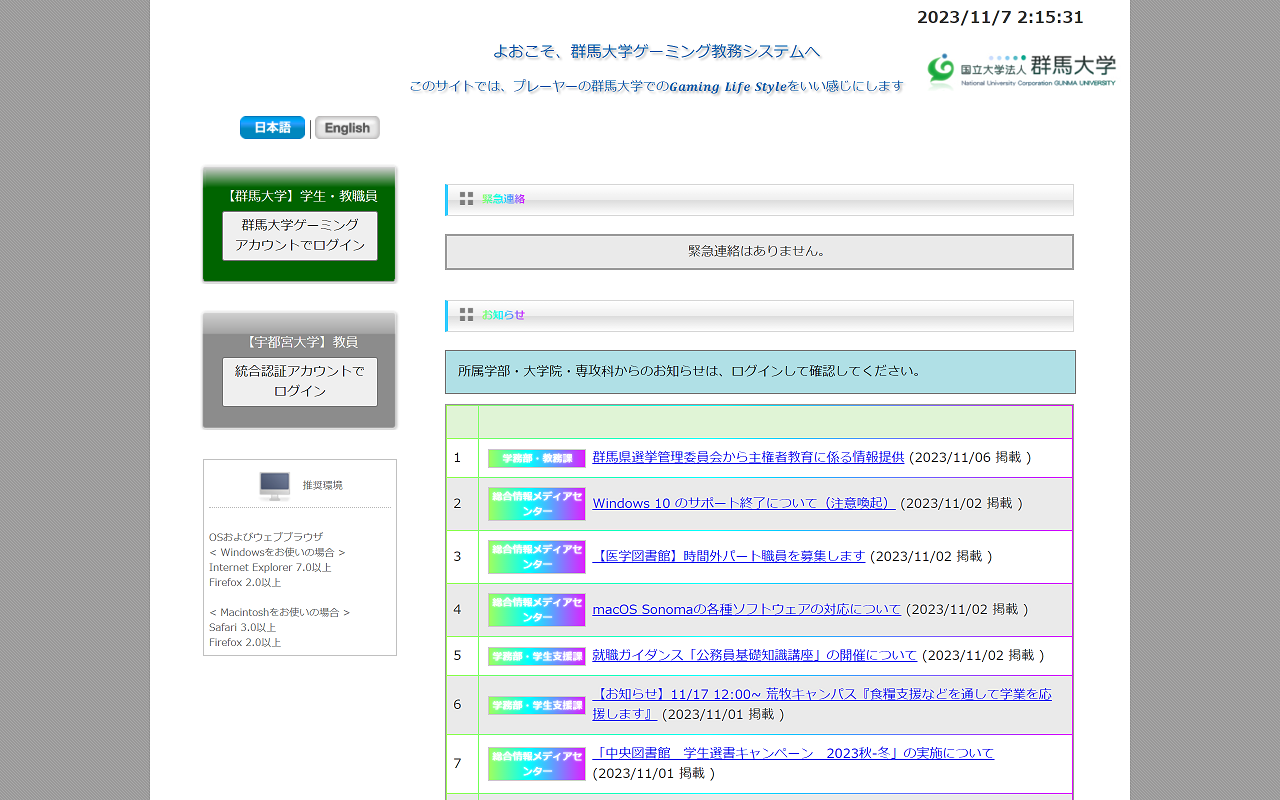 2023/11/7 2:15:31
よおこそ、群馬大学ゲーミング教務システムへ
国立大学法人 群馬大学
National University Corporation GUNMA UNIVERSITY
このサイトでは、プレーヤーの群馬大学でのGaming Life Styleをいい感じにします
日本語 | English
【群馬大学】学生・教職員
群馬大学ゲーミング
アカウントでログイン
【宇都宮大学】教員
統合認証アカウントで
ログイン
推奨環境
OSおよびウェブブラウザ
< Windowsをお使いの場合 >
Internet Explorer 7.0以上
Firefox 2.0以上
< Macintoshをお使いの場合 >
Safari 3.0以上
Firefox 2.0以上
緊急連絡
緊急連絡はありません。
お知らせ
所属学部・大学院・専攻科からのお知らせは、ログインして確認してください。
1 学務部・教務課 群馬県選挙管理委員会から主権者教育に係る情報提供 (2023/11/06 掲載 )
2 総合情報メディアセ
ンター Windows 10 のサポート終了について（注意喚起） (2023/11/02 掲載 )
3 総合情報メディアセ
ンター 【医学図書館】時間外パート職員を募集します (2023/11/02 掲載 )
4 総合情報メディアセ
ンター macOS Sonomaの各種ソフトウェアの対応について (2023/11/02 掲載 )
5 学務部・学生支援課 就職ガイダンス「公務員基礎知識講座」の開催について (2023/11/02 掲載 )
6 学務部・学生支援課 【お知らせ】11/17 12:00~ 荒牧キャンパス『食糧支援などを通して学業を応
援します』 (2023/11/01 掲載 )
7 総合情報メディアセ
ンター 「中央図書館　学生選書キャンペーン　2023秋-冬」の実施について
(2023/11/01 掲載 )